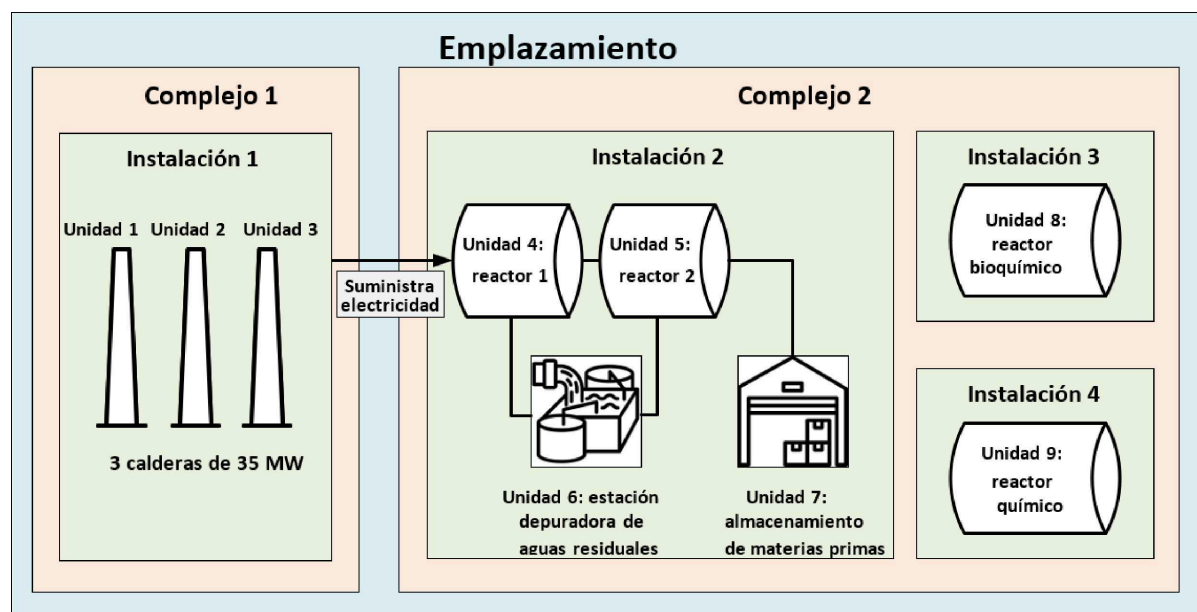 Emplazamiento
Complejo 1
Instalación 1
Unidad 1 Unidad 2 Unidad 3
3 calderas de 35 MW
Suministra
electricidad
Complejo 2
Instalación 2
Unidad 4:
reactor 1
Unidad 5:
reactor 2
Unidad 6: estación
depuradora de
aguas residuales
Unidad 7:
almacenamiento
de materias primas
Instalación 3
Unidad 8:
reactor
bioquímico
Instalación 4
Unidad 9:
reactor
químico